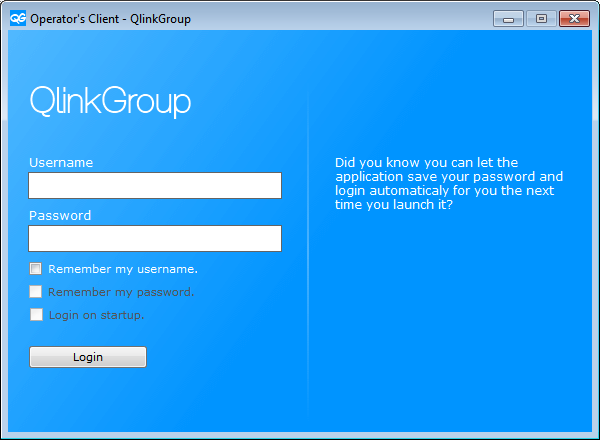 QG Operator's Client - QlinkGroup
QlinkGroup
Username
Password
Remember my username.
Remember my password.
Login on startup.
Login
Did you know you can let the
application save your password and
login automaticaly for you the next
time you launch it?